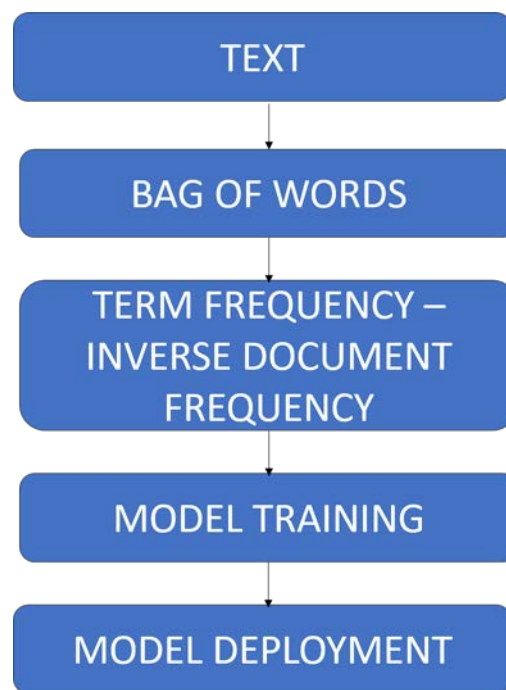 TEXT
BAG OF WORDS
TERM FREQUENCY –
INVERSE DOCUMENT
FREQUENCY
MODEL TRAINING
MODEL DEPLOYMENT